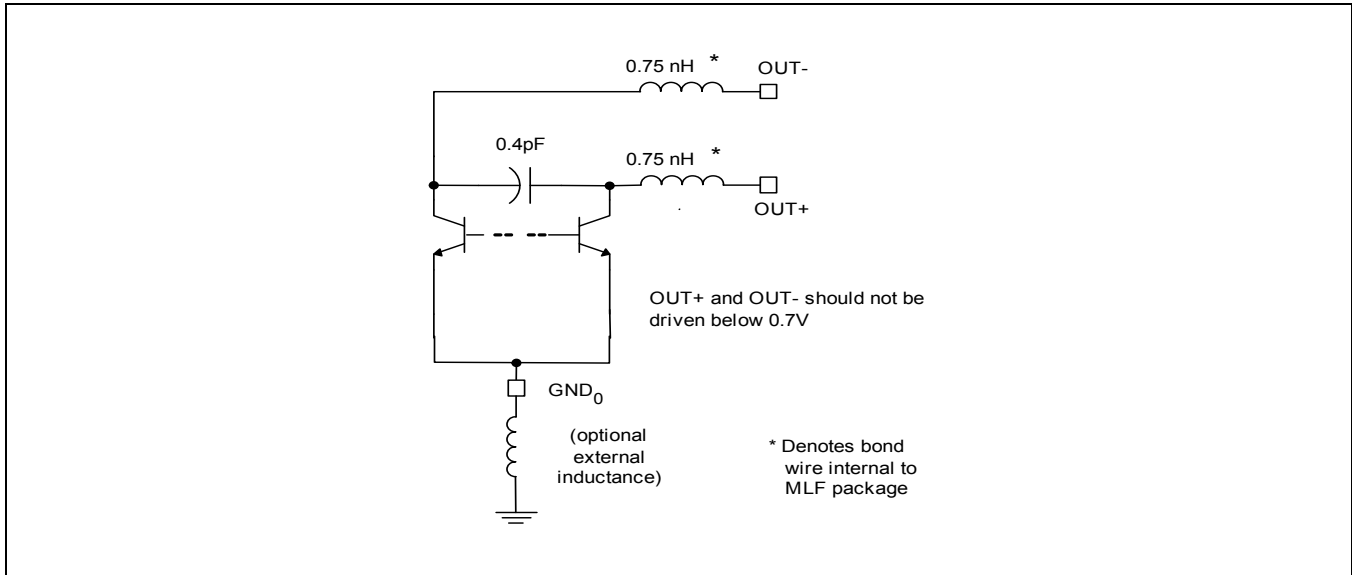 0.75 nH * OUT-
0.4pF
0.75 nH *
OUT+
OUT+ and OUT- should not be
driven below 0.7V
GND0
(optional
external
inductance)
* Denotes bond
wire internal to
MLF package